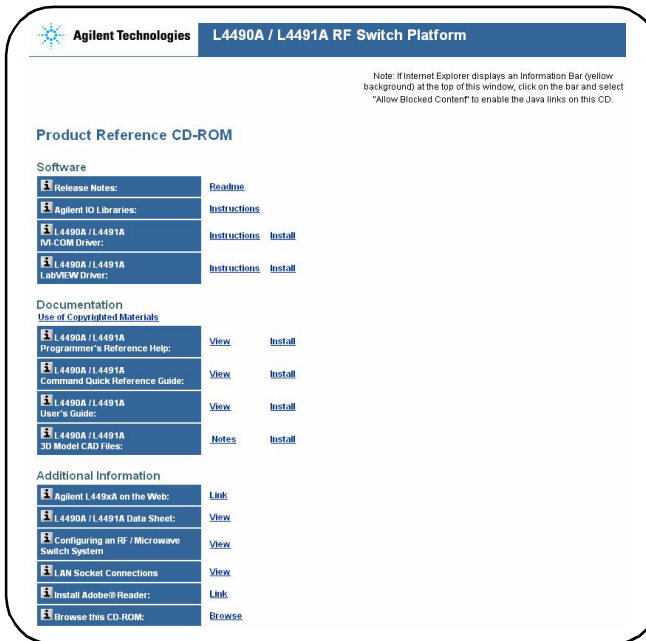 Agilent Technologies L4490A / L4491A RF Switch Platform
Note: If Internet Explorer displays an Information Bar (yellow
background) at the top of this window, click on the bar and select
"Allow Blocked Content" to enable the Java links on this CD.
Product Reference CD-ROM
Software
Release Notes: Readme
Agilent IO Libraries: Instructions
L4490A / L4491A
IVI-COM Driver: Instructions Install
L4490A / L4491A
LabVIEW Driver: Instructions Install
Documentation
Use of Copyrighted Materials
L4490A / L4491A
Programmer's Reference Help: View Install
L4490A / L4491A
Command Quick Reference Guide: View Install
L4490A / L4491A
User's Guide: View Install
L4490A / L4491A
3D Model CAD Files: Notes Install
Additional Information
Agilent L449xA on the Web: Link
L4490A / L4491A Data Sheet: View
Configuring an RF / Microwave
Switch System View
LAN Socket Connections View
Install Adobe® Reader: Link
Browse this CD-ROM: Browse